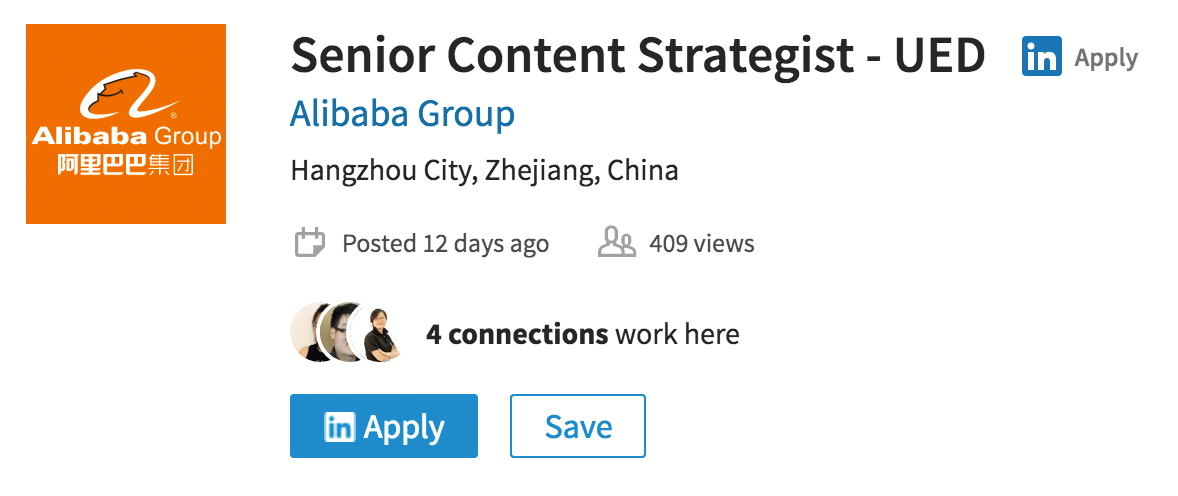 Alibaba Group
阿里巴巴集团
Senior Content Strategist - UED
in Apply
Alibaba Group
Hangzhou City, Zhejiang, China
Posted 12 days ago
409 views
4 connections work here
in Apply
Save